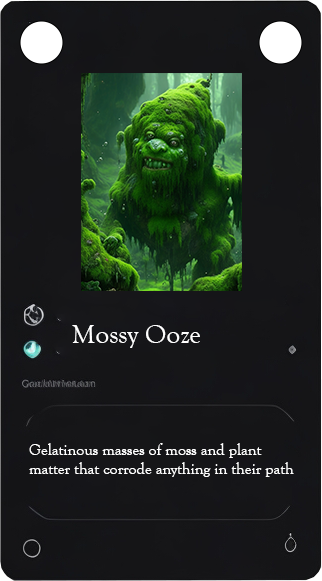 Mossy Ooze
Gelatinous masses of moss and plant
matter that corrode anything in their path